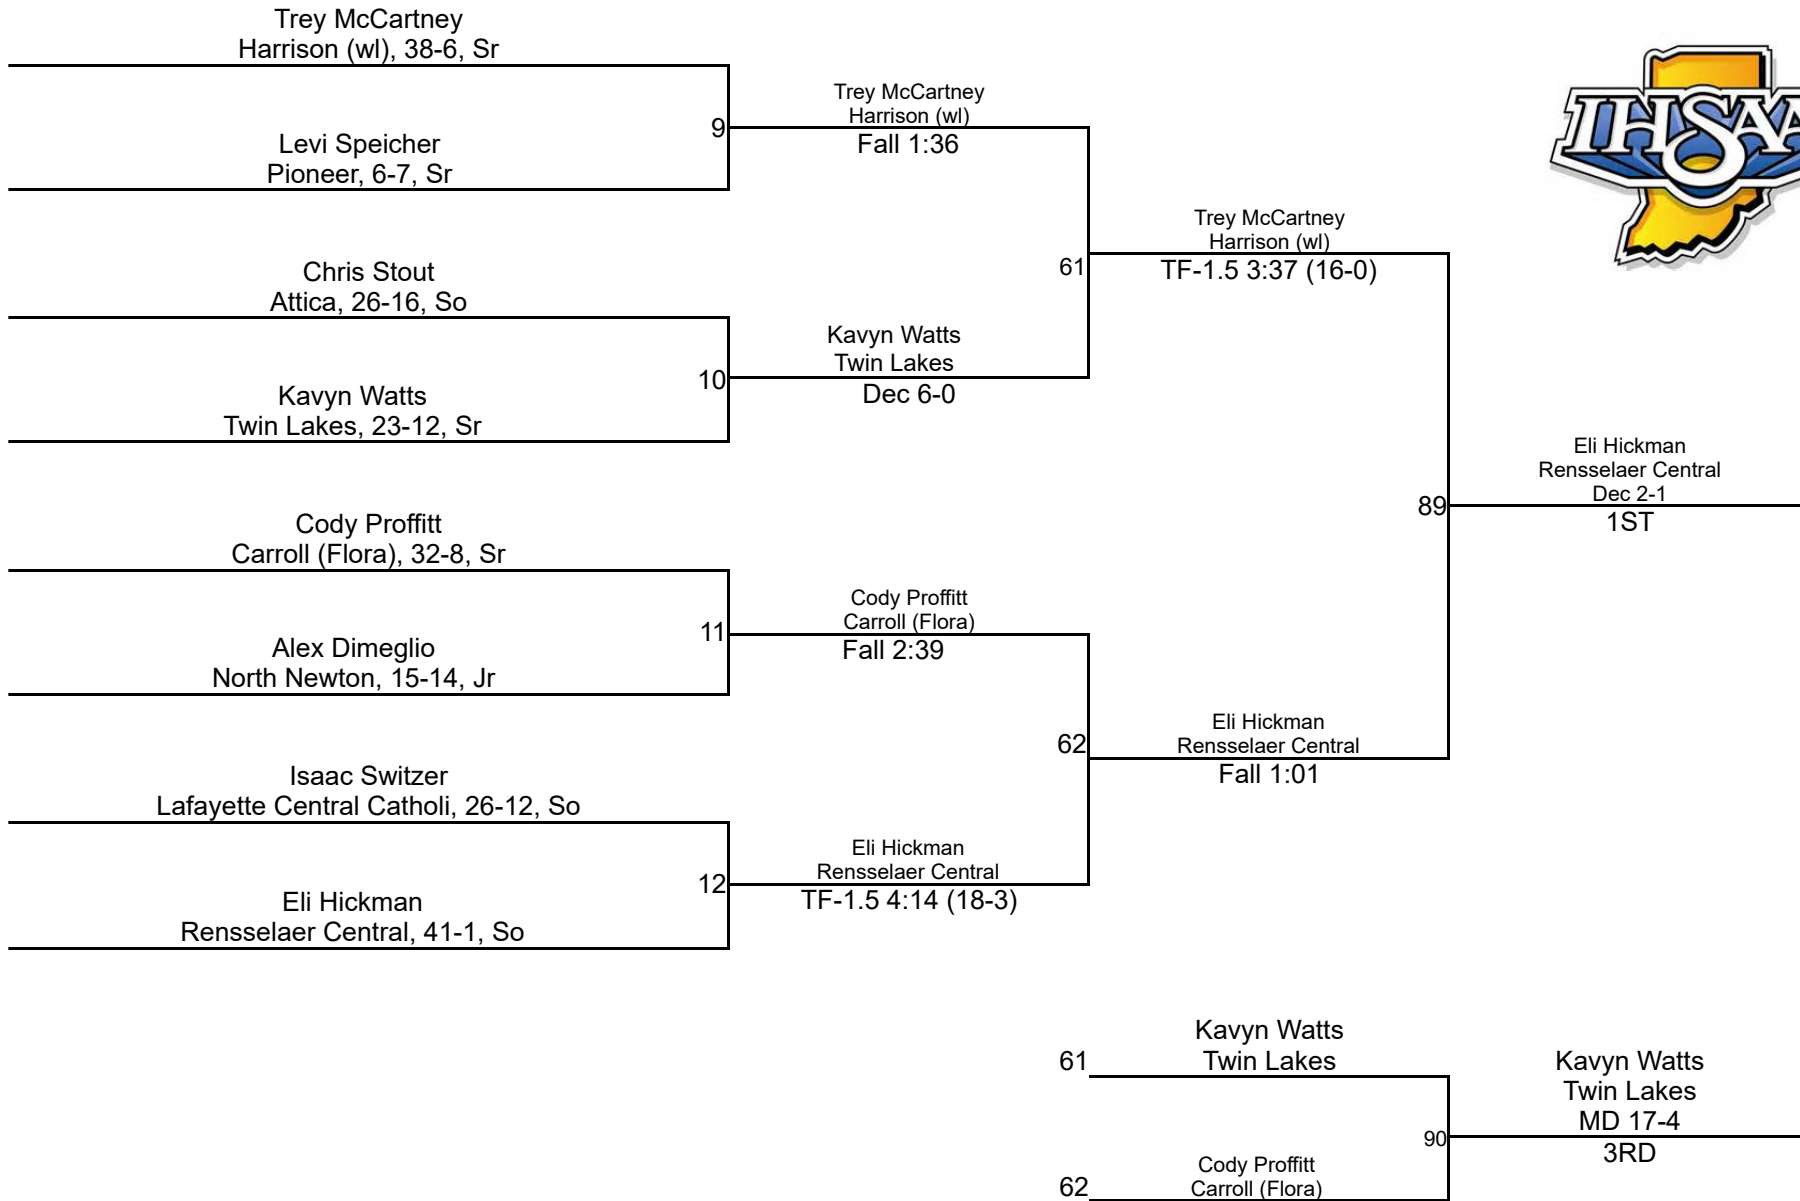 Trey McCartney
Harrison (wl), 38-6, Sr
9
Levi Speicher
Pioneer, 6-7, Sr
Trey McCartney
Harrison (wl)
Fall 1:36
Chris Stout
Attica, 26-16, So
10
Kavyn Watts
Twin Lakes, 23-12, Sr
Kavyn Watts
Twin Lakes
Dec 6-0
61
Trey McCartney
Harrison (wl)
TF-1.5 3:37 (16-0)
Cody Proffitt
Carroll (Flora), 32-8, Sr
11
Alex Dimeglio
North Newton, 15-14, Jr
Cody Proffitt
Carroll (Flora)
Fall 2:39
Isaac Switzer
Lafayette Central Catholi, 26-12, So
12
Eli Hickman
Rensselaer Central, 41-1, So
Eli Hickman
Rensselaer Central
TF-1.5 4:14 (18-3)
62
Eli Hickman
Rensselaer Central
Fall 1:01
89
Eli Hickman
Rensselaer Central
Dec 2-1
1ST
IHSAA
61
Kavyn Watts
Twin Lakes
62
Cody Proffitt
Carroll (Flora)
90
Kavyn Watts
Twin Lakes
MD 17-4
3RD